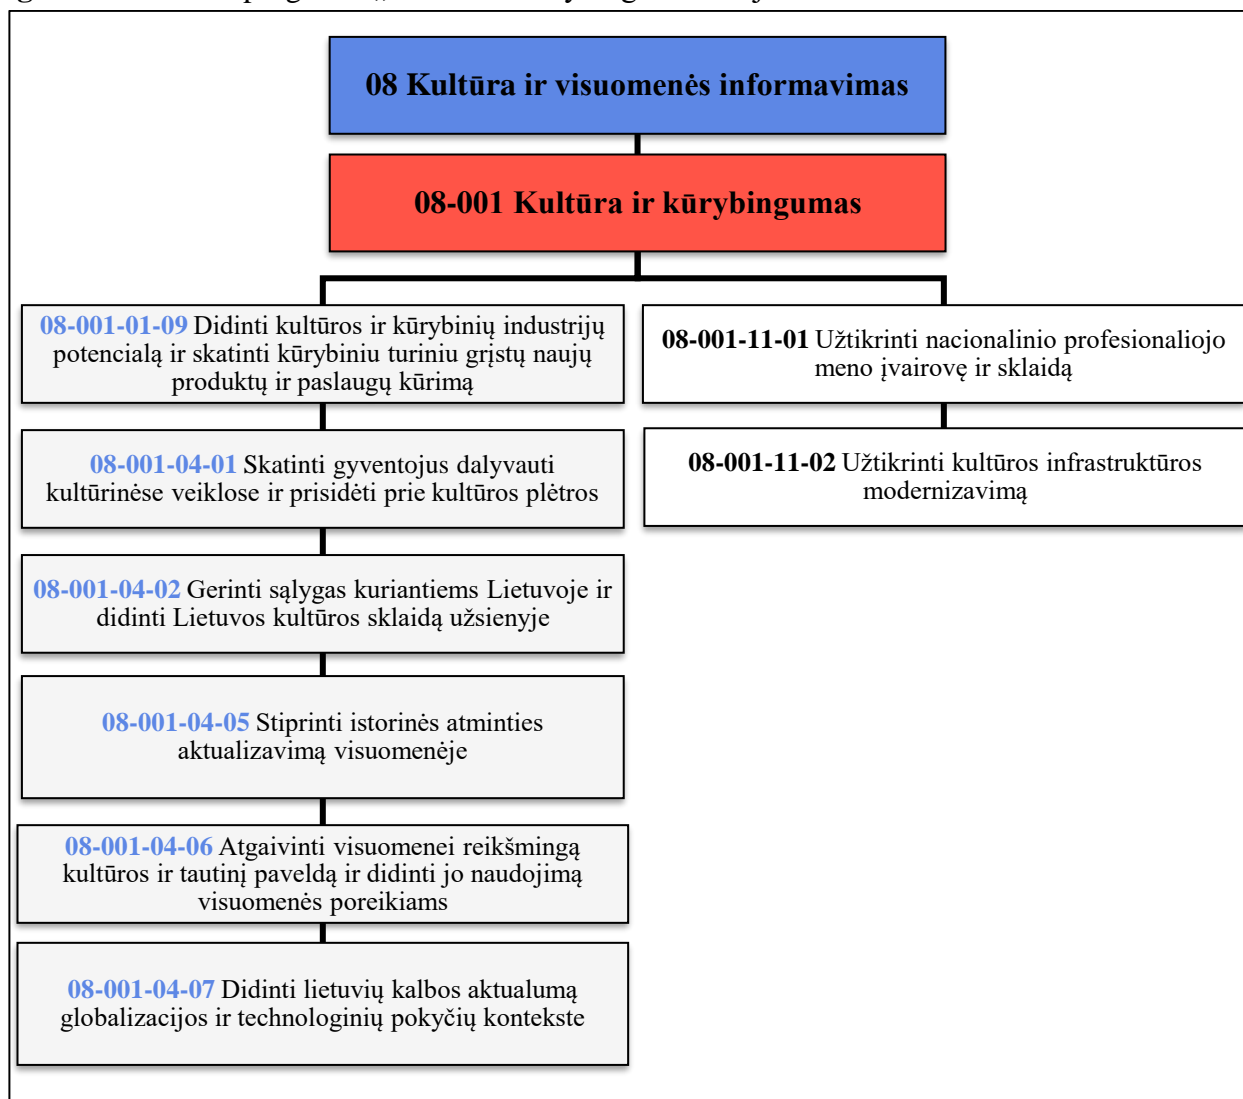 08 Kultūra ir visuomenės informavimas
08-001 Kultūra ir kūrybingumas
08-001-01-09 Didinti kultūros ir kūrybinių industrijų
potencialą ir skatinti kūrybiniu turiniu grįstų naujų
produktų ir paslaugų kūrimą
08-001-04-01 Skatinti gyventojus dalyvauti
kultūrinėse veiklose ir prisidėti prie kultūros plėtros
08-001-04-02 Gerinti sąlygas kuriantiems Lietuvoje ir
didinti Lietuvos kultūros sklaidą užsienyje
08-001-04-05 Stiprinti istorinės atminties
aktualizavimą visuomenėje
08-001-04-06 Atgaivinti visuomenei reikšmingą
kultūros ir tautinį paveldą ir didinti jo naudojimą
visuomenės poreikiams
08-001-04-07 Didinti lietuvių kalbos aktualumą
globalizacijos ir technologinių pokyčių kontekste
08-001-11-01 Užtikrinti nacionalinio profesionaliojo
meno įvairovę ir sklaidą
08-001-11-02 Užtikrinti kultūros infrastruktūros
modernizavimą